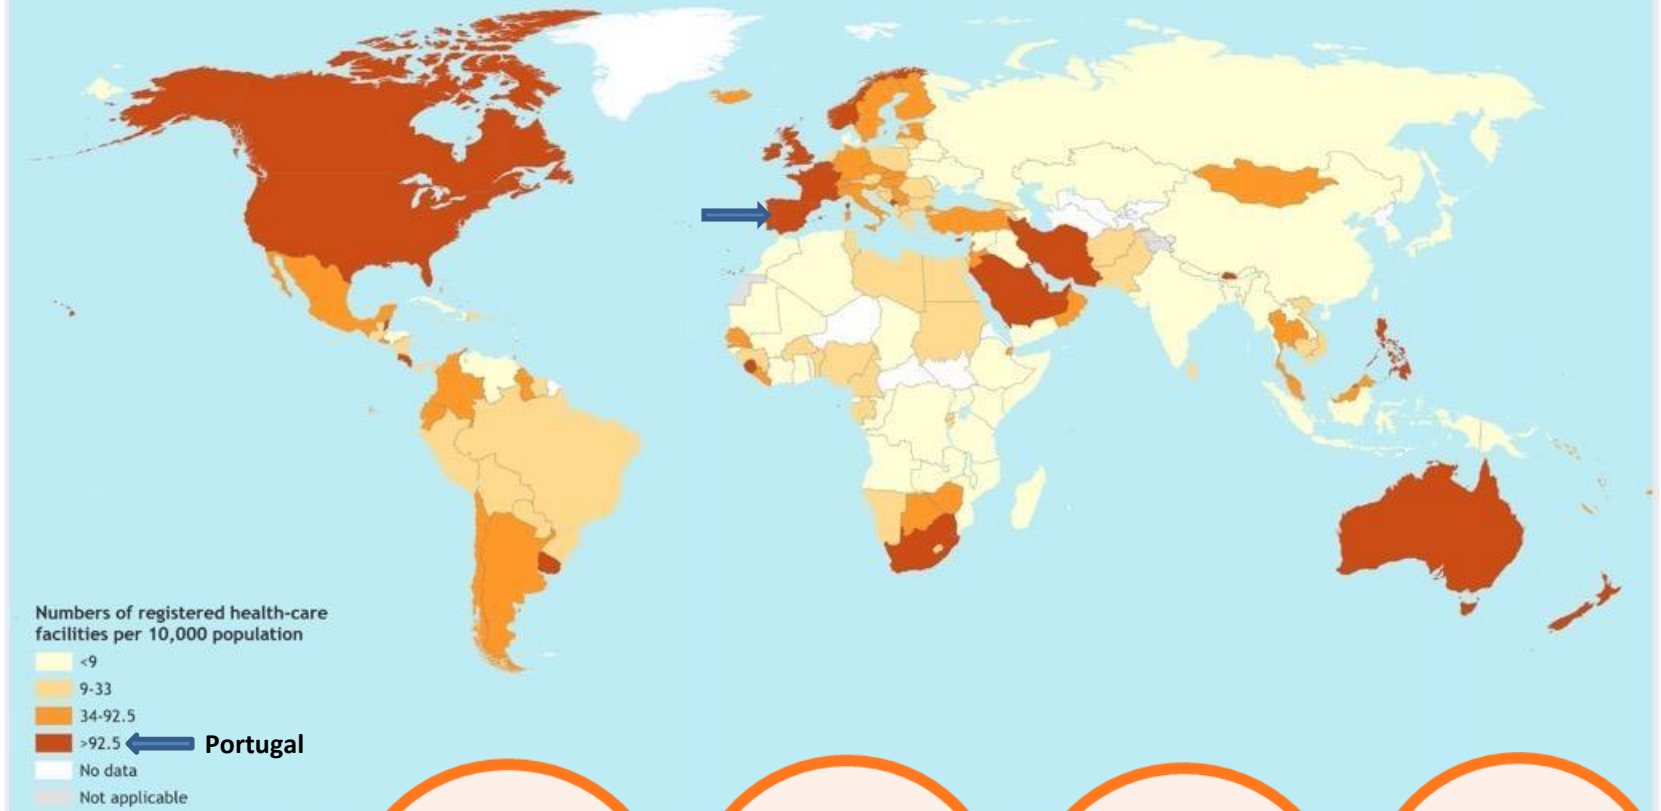 Numbers of registered health-care
facilities per 10,000 population
<9
9-33
34-92.5
>92.5
Portugal
No data
Not applicable